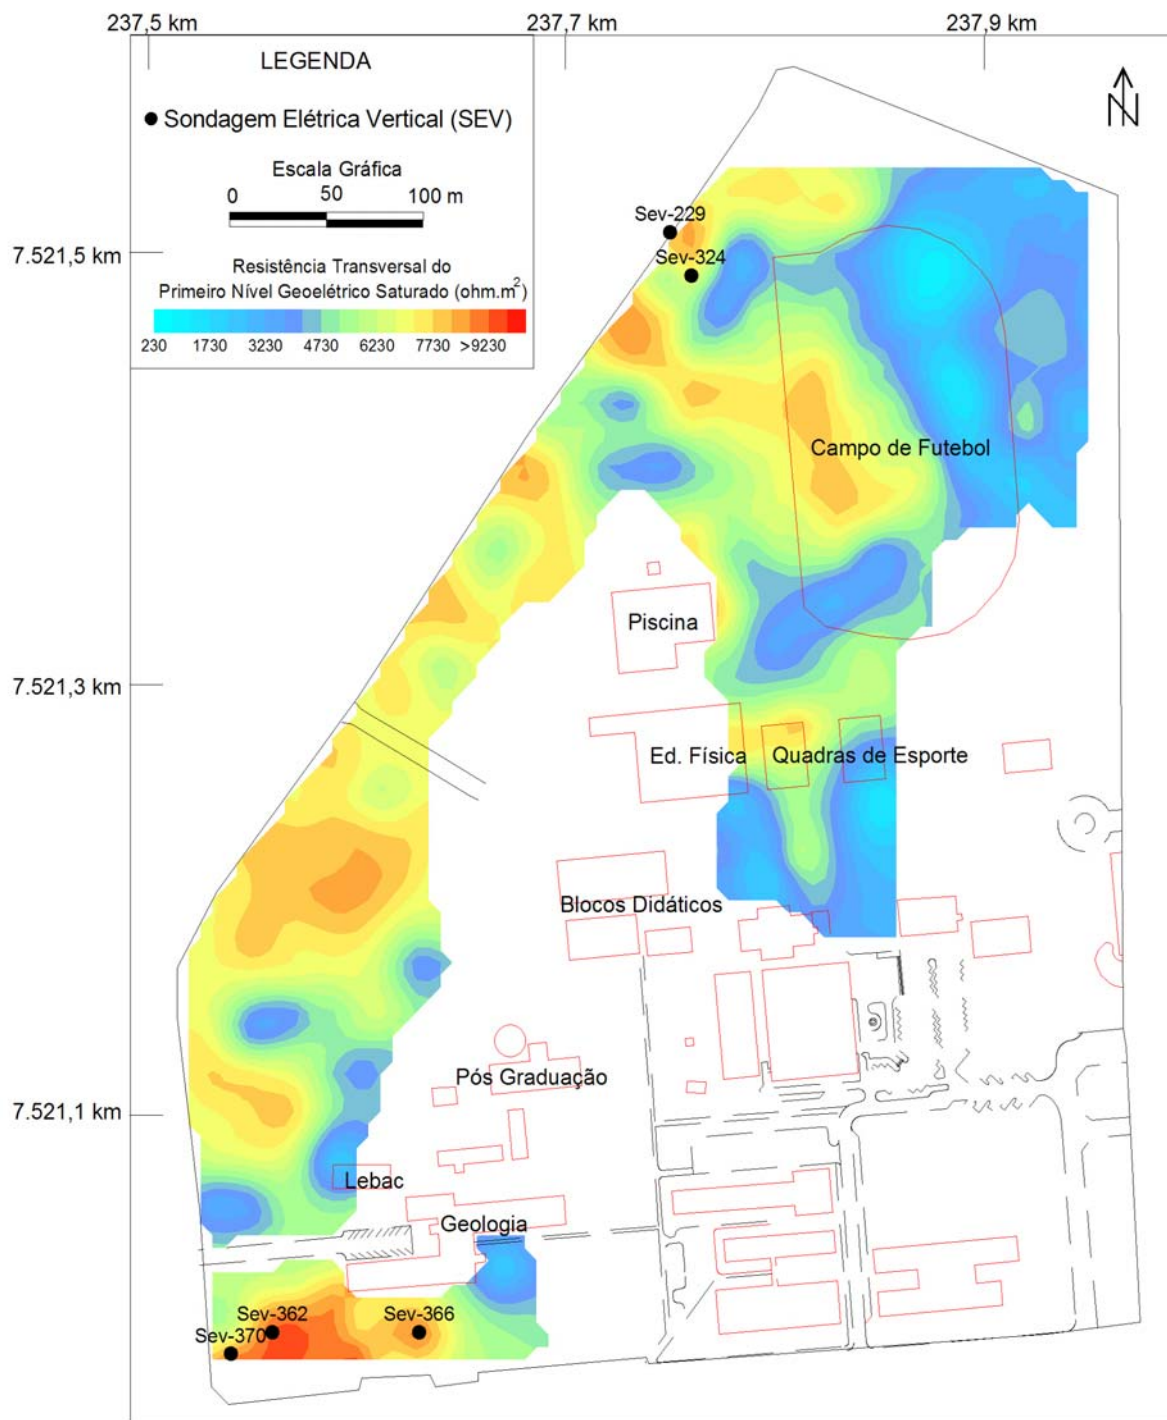 237,5 km
237,7 km
237,9 km
LEGENDA
Sondagem Elétrica Vertical (SEV)
Escala Gráfica
0 50 100 m
Resistência Transversal do
Primeiro Nível Geoelétrico Saturado (ohm.m²)
230 1730 3230 4730 6230 7730 >9230
N
7.521,5 km
Sev-229
Sev-324
Campo de Futebol
Piscina
7.521,3 km
Ed. Física
Quadras de Esporte
Blocos Didáticos
Pós Graduação
7.521,1 km
Lebac
Geologia
Sev-362
Sev-366
Sev-370